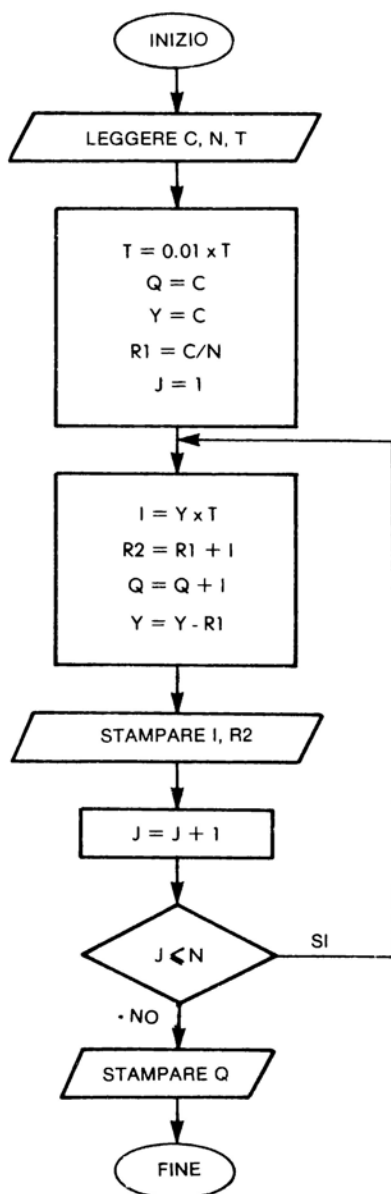 INIZIO
LEGGERE C, N, T
T = 0.01 x T
Q = C
Y = C
R1 = C/N
J = 1
I = Y x T
R2 = R1 + I
Q = Q + I
Y = Y - R1
STAMPARE I, R2
J = J + 1
J ⩽ N
SI
NO
STAMPARE Q
FINE